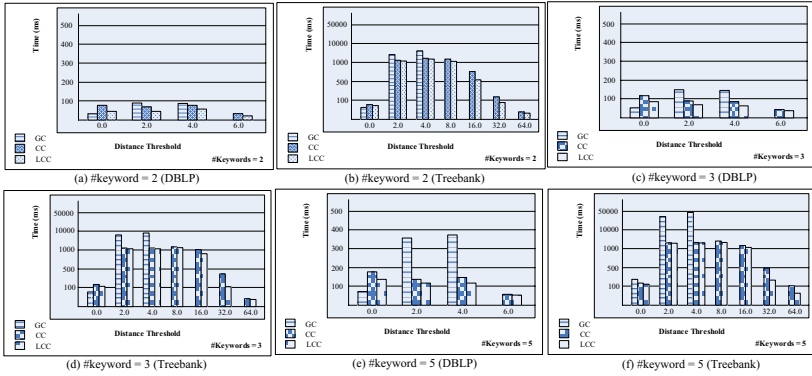 Time (ms)
500
400
300
200
100
0.0 2.0 4.0 6.0
Distance Threshold
GC
CC
LCC
#Keywords = 2
(a) #keyword = 2 (DBLP)
Time (ms)
50000
10000
1000
500
100
0.0 2.0 4.0 8.0 16.0 32.0 64.0
Distance Threshold
GC
CC
LCC
#Keywords = 2
(b) #keyword = 2 (Treebank)
Time (ms)
500
400
300
200
100
0.0 2.0 4.0 6.0
Distance Threshold
GC
CC
LCC
#Keywords = 3
(c) #keyword = 3 (DBLP)
Time (ms)
50000
10000
1000
500
100
0.0 2.0 4.0 8.0 16.0 32.0 64.0
Distance Threshold
GC
CC
LCC
#Keywords = 3
(d) #keyword = 3 (Treebank)
Time (ms)
500
400
300
200
100
0.0 2.0 4.0 6.0
Distance Threshold
GC
CC
LCC
#Keywords = 5
(e) #keyword = 5 (DBLP)
Time (ms)
50000
10000
1000
500
100
0.0 2.0 4.0 8.0 16.0 32.0 64.0
Distance Threshold
GC
CC
LCC
#Keywords = 5
(f) #keyword = 5 (Treebank)